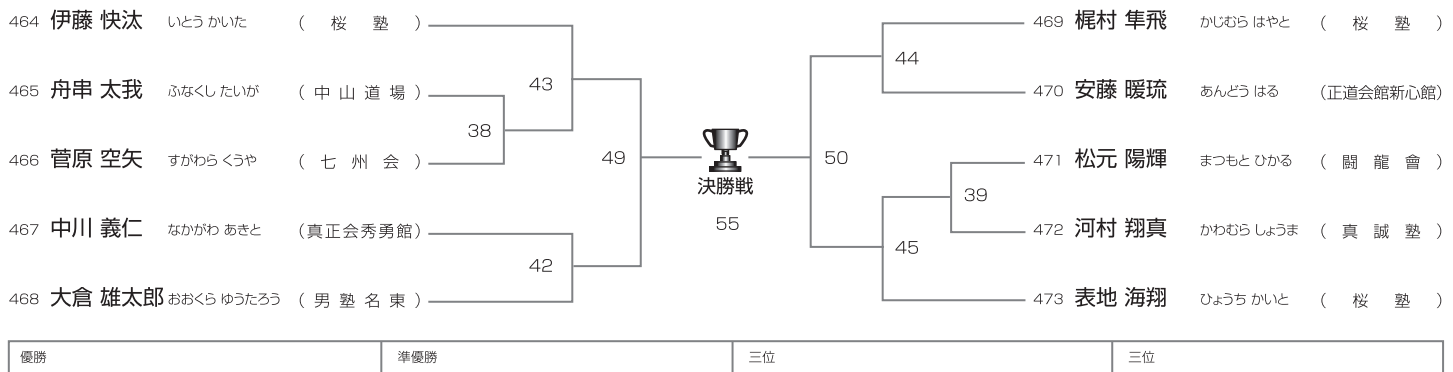 464 伊藤 快汰 いとう かいた （ 桜 塾 ）
465 舟串 太我 ふなくし たいが （ 中 山 道 場 ）
466 菅原 空矢 すがわら くうや （ 七 州 会 ）
467 中川 義仁 なかがわ あきと （真正会秀勇館）
468 大倉 雄太郎 おおくら ゆうたろう （ 男 塾 名 東 ）
43
38
49
42
決勝戦
55
469 梶村 隼飛 かじむら はやと （ 桜 塾 ）
470 安藤 暖琉 あんどう はる （正道会館新心館）
471 松元 陽輝 まつもと ひかる （ 闘 龍 會 ）
472 河村 翔真 かわむら しょうま （ 真 誠 塾 ）
473 表地 海翔 ひょうち かいと （ 桜 塾 ）
44
50
39
45
優勝
準優勝
三位
三位